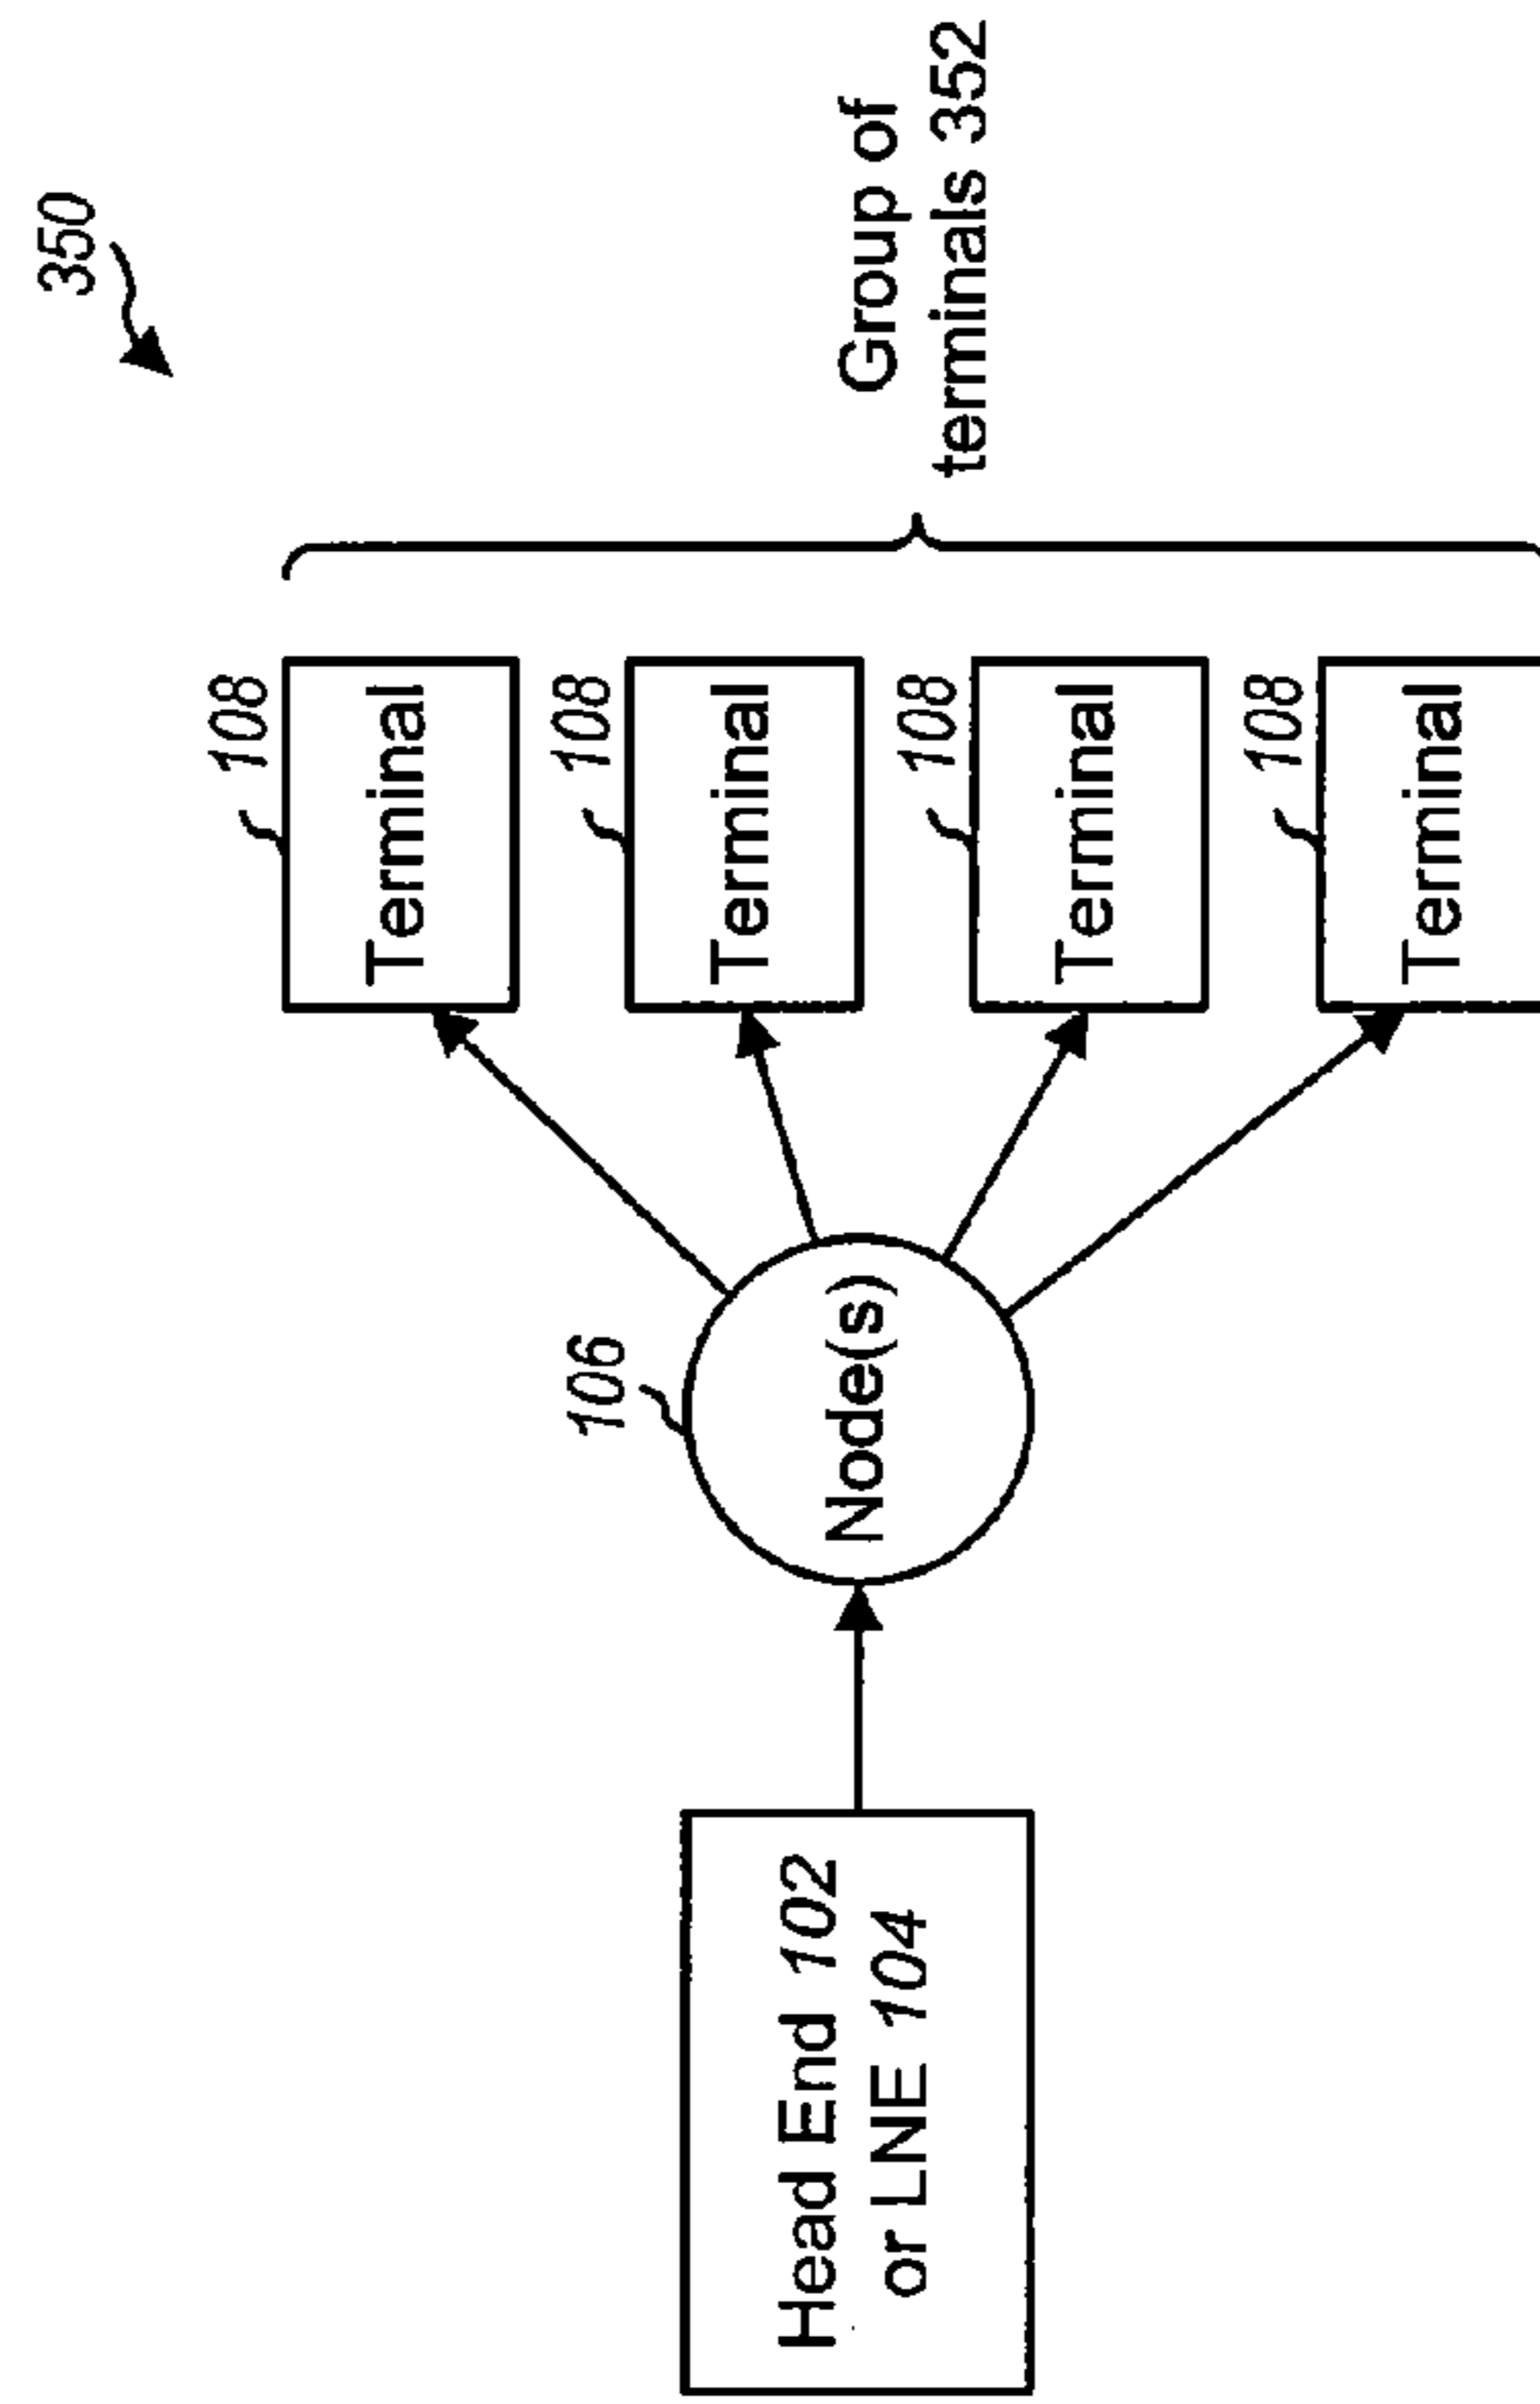 350
Group of
terminals 352
108
Terminal
108
Terminal
108
Terminal
108
Terminal
106
Node(s)
Head End 102
or LNE 104